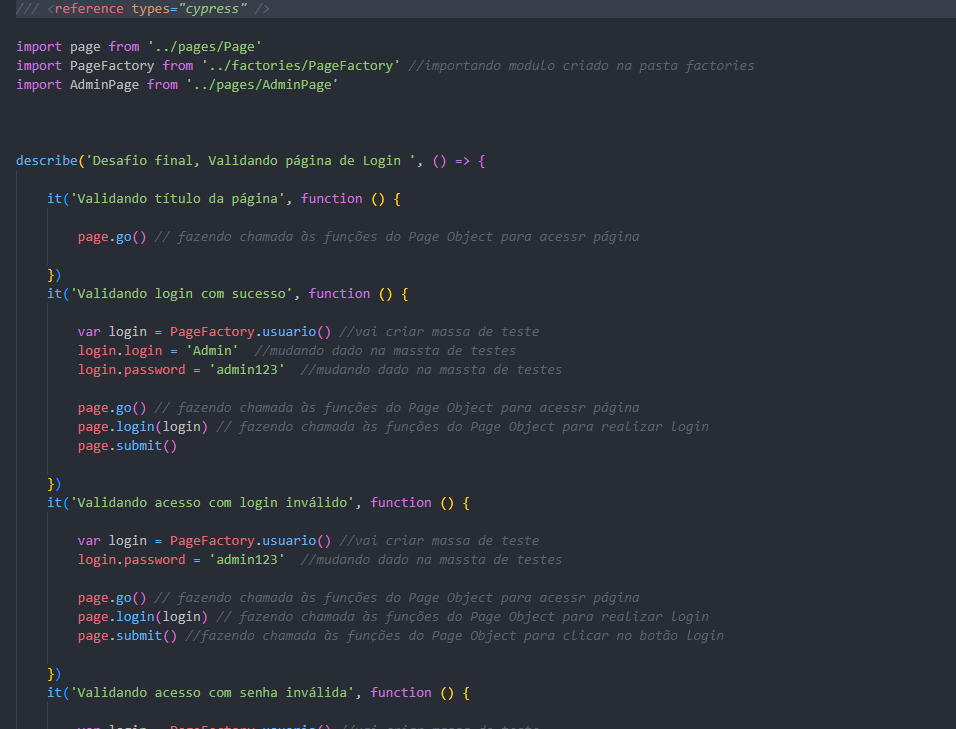 /// <reference types="cypress" />
import page from '../pages/Page'
import PageFactory from '../factories/PageFactory' //importando modulo criado na pasta factories
import AdminPage from '../pages/AdminPage'
describe('Desafio final, Validando página de Login ', () => {
it('Validando título da página', function () {
page.go() // fazendo chamada às funções do Page Object para acessr página
})
it('Validando login com sucesso', function () {
var login = PageFactory.usuario() //vai criar massa de teste
login.login = 'Admin'  //mudando dado na massta de testes
login.password = 'admin123'  //mudando dado na massta de testes
page.go() // fazendo chamada às funções do Page Object para acessr página
page.login(login) // fazendo chamada às funções do Page Object para realizar login
page.submit()
})
it('Validando acesso com login inválido', function () {
var login = PageFactory.usuario() //vai criar massa de teste
login.password = 'admin123'  //mudando dado na massta de testes
page.go() // fazendo chamada às funções do Page Object para acessr página
page.login(login) // fazendo chamada às funções do Page Object para realizar login
page.submit() //fazendo chamada às funções do Page Object para clicar no botão login
})
it('Validando acesso com senha inválida', function () {
var login = PageFactory.usuario() //vai criar massa de teste